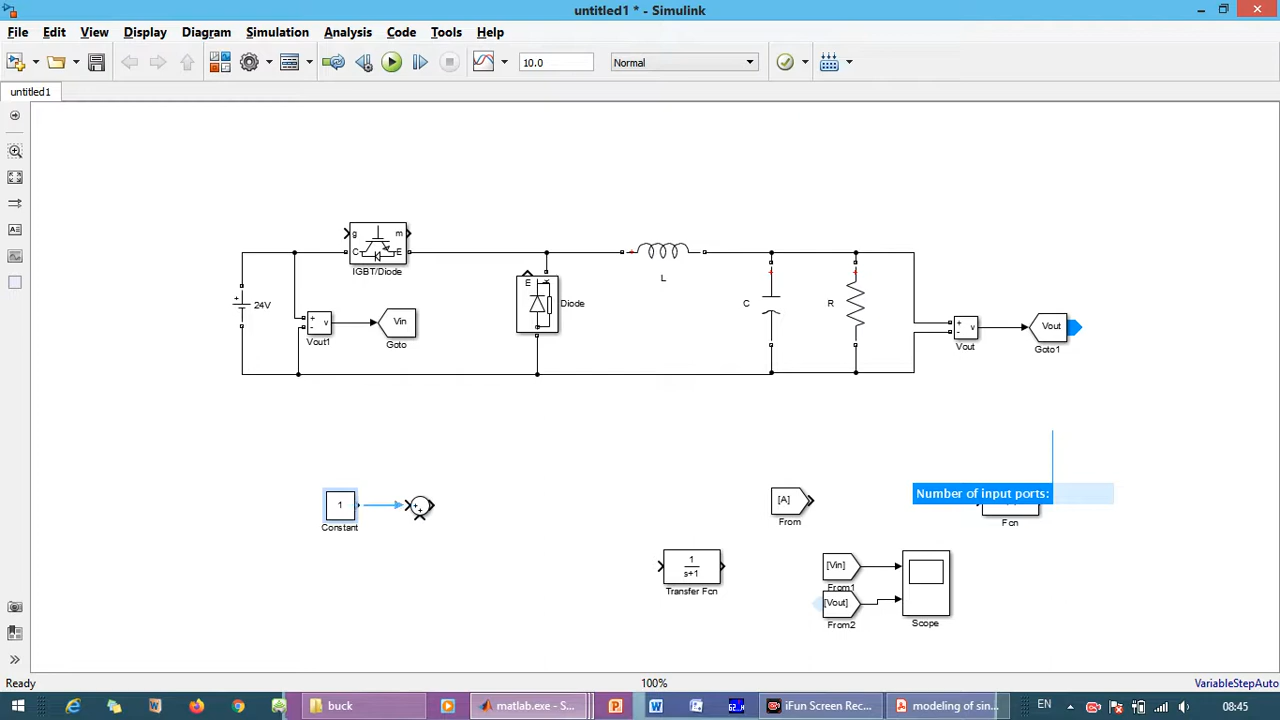 untitled1 * - Simulink
File Edit View Display Diagram Simulation Analysis Code Tools Help
10.0 Normal
untitled1
g m
C E
IGBT/Diode
24V
+ v
-
Vout1
Vin
Goto
E
Diode
L
C
R
+ v
-
Vout
Vout
Goto1
1
Constant
[A]
From
Number of input ports:
Fcn
1
s+1
Transfer Fcn
[Vin]
From1
[Vout]
From2
Scope
Ready 100% VariableStepAuto
buck matlab.exe - S... iFun Screen Rec... modeling of sin... EN 08:45